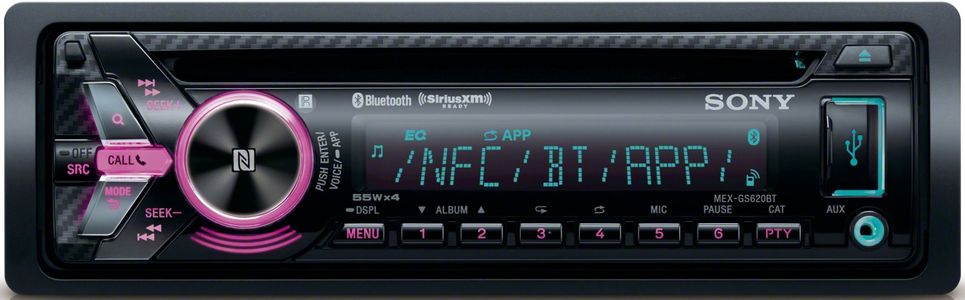 SEEK+
OFF
SRC
CALL
MODE
SEEK−
R
PUSH ENTER/
VOICE/ APP
Bluetooth
((SiriusXM))
READY
SONY
EQ APP
/NFC/BT/APP/
55W×4
MEX-GS620BT
DSPL ALBUM MIC PAUSE CAT AUX
MENU 1 2 3 4 5 6 PTY